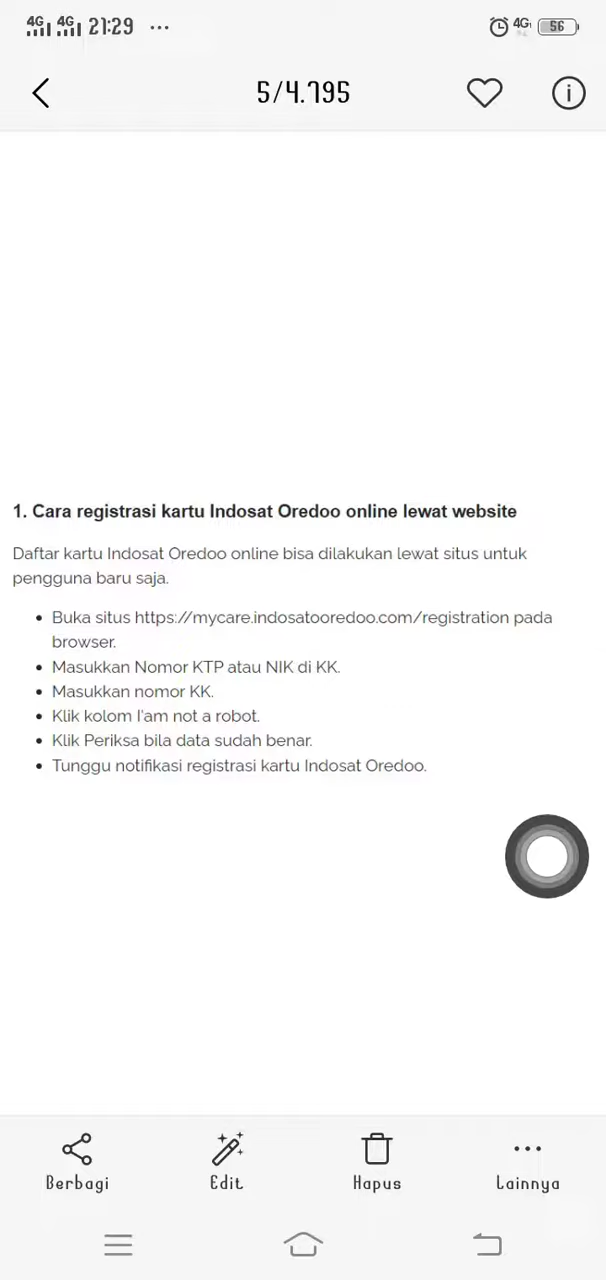 4G 4G 21:29 ... 4G 56
5/4.795
1. Cara registrasi kartu Indosat Oredoo online lewat website
Daftar kartu Indosat Oredoo online bisa dilakukan lewat situs untuk
pengguna baru saja.
• Buka situs https://mycare.indosatooredoo.com/registration pada
browser.
• Masukkan Nomor KTP atau NIK di KK.
• Masukkan nomor KK.
• Klik kolom I'am not a robot.
• Klik Periksa bila data sudah benar.
• Tunggu notifikasi registrasi kartu Indosat Oredoo.
Berbagi Edit Hapus Lainnya